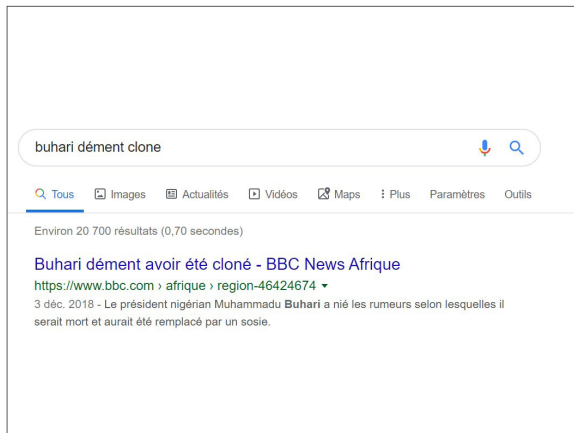 buhari dément clone
Tous Images Actualités Vidéos Maps Plus Paramètres Outils
Environ 20 700 résultats (0,70 secondes)
Buhari dément avoir été cloné - BBC News Afrique
https://www.bbc.com › afrique › region-46424674
3 déc. 2018 - Le président nigérian Muhammadu Buhari a nié les rumeurs selon lesquelles il
serait mort et aurait été remplacé par un sosie.